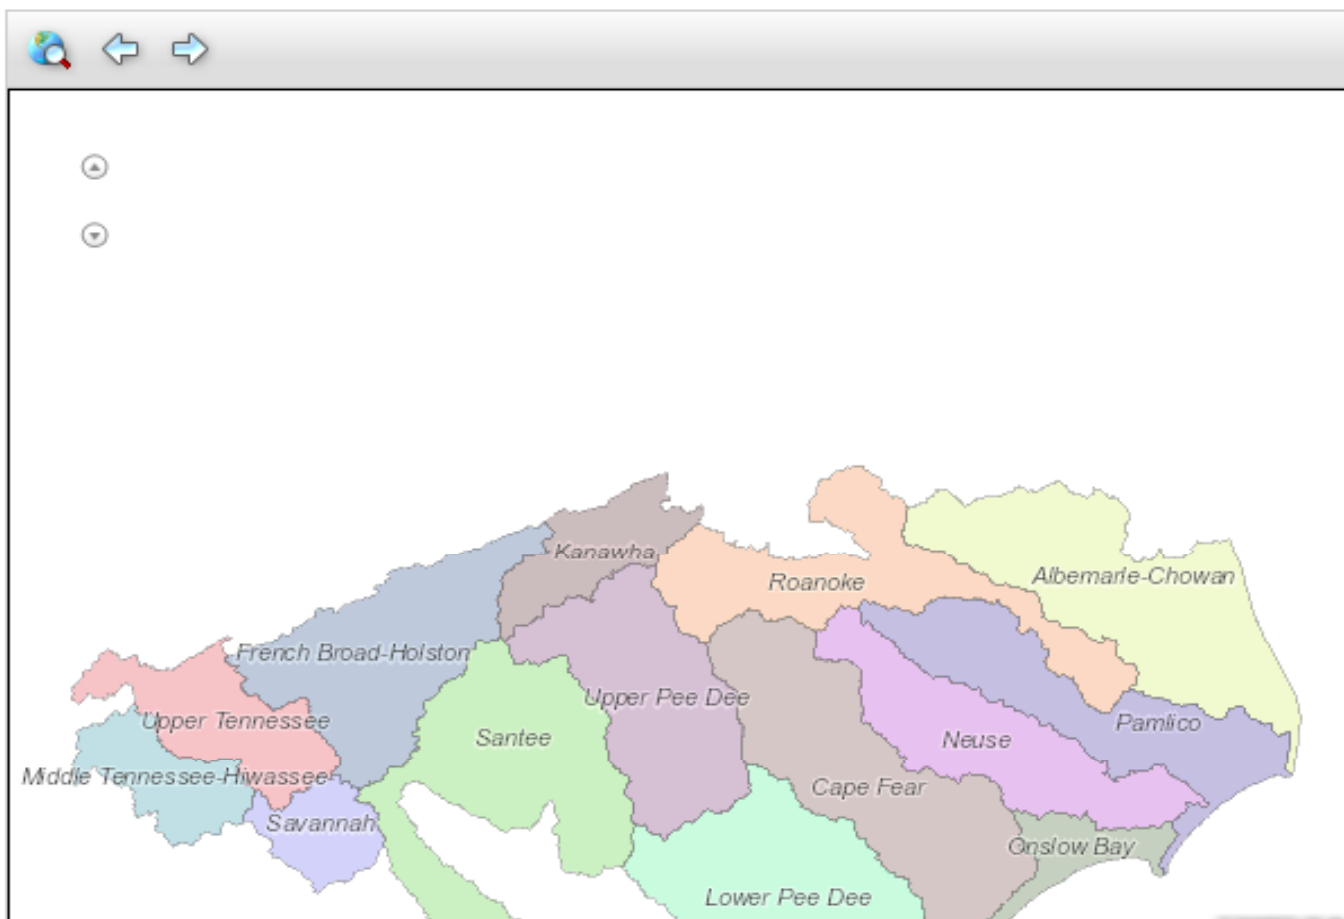 Kanawha
Roanoke
Albemarle-Chowan
French Broad-Holston
Upper Pee Dee
Upper Tennessee
Pamlico
Santee
Neuse
Middle Tennessee-Hiwassee
Cape Fear
Savannah
Onslow Bay
Lower Pee Dee